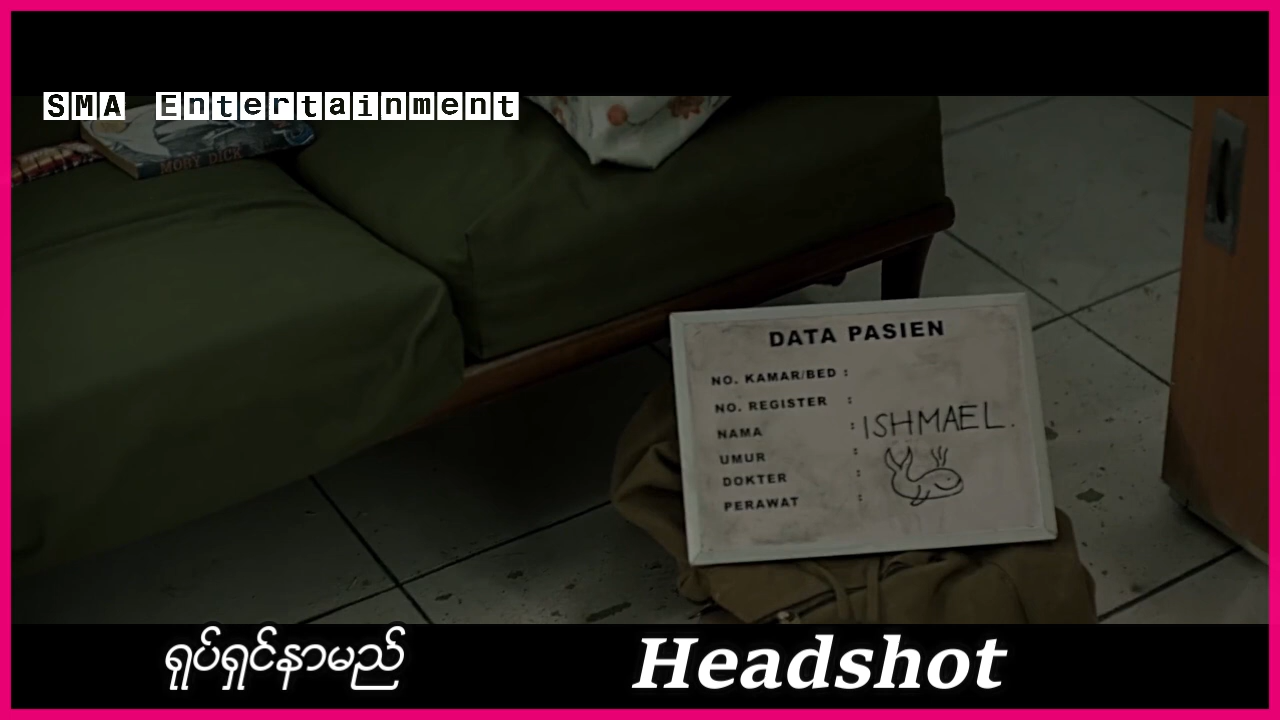 SMA Entertainment
MOBY DICK
DATA PASIEN
NO. KAMAR/BED :
NO. REGISTER :
NAMA : ISHMAEL.
UMUR :
DOKTER :
PERAWAT :
ရုပ်ရှင်နာမည် Headshot